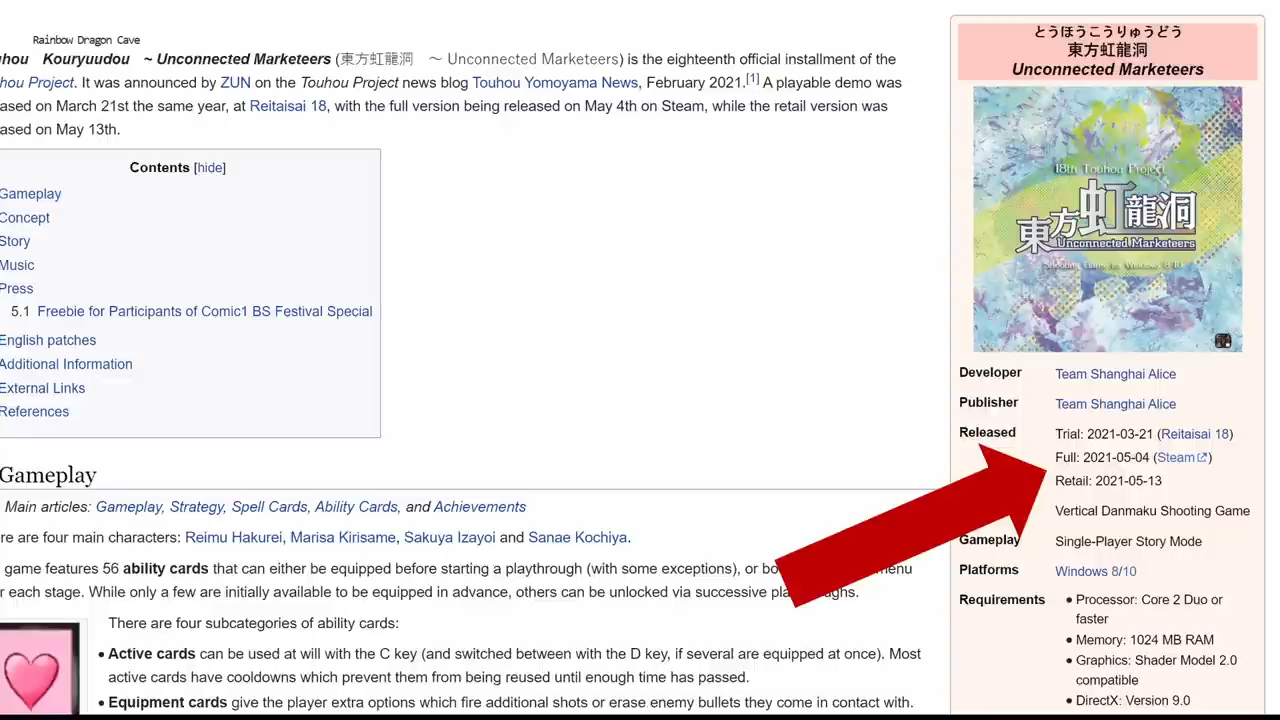 Rainbow Dragon Cave
hou Kouryuudou ~ Unconnected Marketeers (東方虹龍洞 ～ Unconnected Marketeers) is the eighteenth official installment of the
hou Project. It was announced by ZUN on the Touhou Project news blog Touhou Yomoyama News, February 2021.[1] A playable demo was
ased on March 21st the same year, at Reitaisai 18, with the full version being released on May 4th on Steam, while the retail version was
ased on May 13th.
Contents [hide]
Gameplay
Concept
Story
Music
Press
5.1 Freebie for Participants of Comic1 BS Festival Special
English patches
Additional Information
External Links
References
Gameplay
Main articles: Gameplay, Strategy, Spell Cards, Ability Cards, and Achievements
re are four main characters: Reimu Hakurei, Marisa Kirisame, Sakuya Izayoi and Sanae Kochiya.
game features 56 ability cards that can either be equipped before starting a playthrough (with some exceptions), or bo menu
r each stage. While only a few are initially available to be equipped in advance, others can be unlocked via successive pla ughs.
There are four subcategories of ability cards:
• Active cards can be used at will with the C key (and switched between with the D key, if several are equipped at once). Most
active cards have cooldowns which prevent them from being reused until enough time has passed.
• Equipment cards give the player extra options which fire additional shots or erase enemy bullets they come in contact with.
とうほうこうりゅうどう
東方虹龍洞
Unconnected Marketeers
18th Touhou Project
東方虹龍洞
Unconnected Marketeers
Developer Team Shanghai Alice
Publisher Team Shanghai Alice
Released Trial: 2021-03-21 (Reitaisai 18)
Full: 2021-05-04 (Steam)
Retail: 2021-05-13
Vertical Danmaku Shooting Game
Gameplay Single-Player Story Mode
Platforms Windows 8/10
Requirements • Processor: Core 2 Duo or
faster
• Memory: 1024 MB RAM
• Graphics: Shader Model 2.0
compatible
• DirectX: Version 9.0